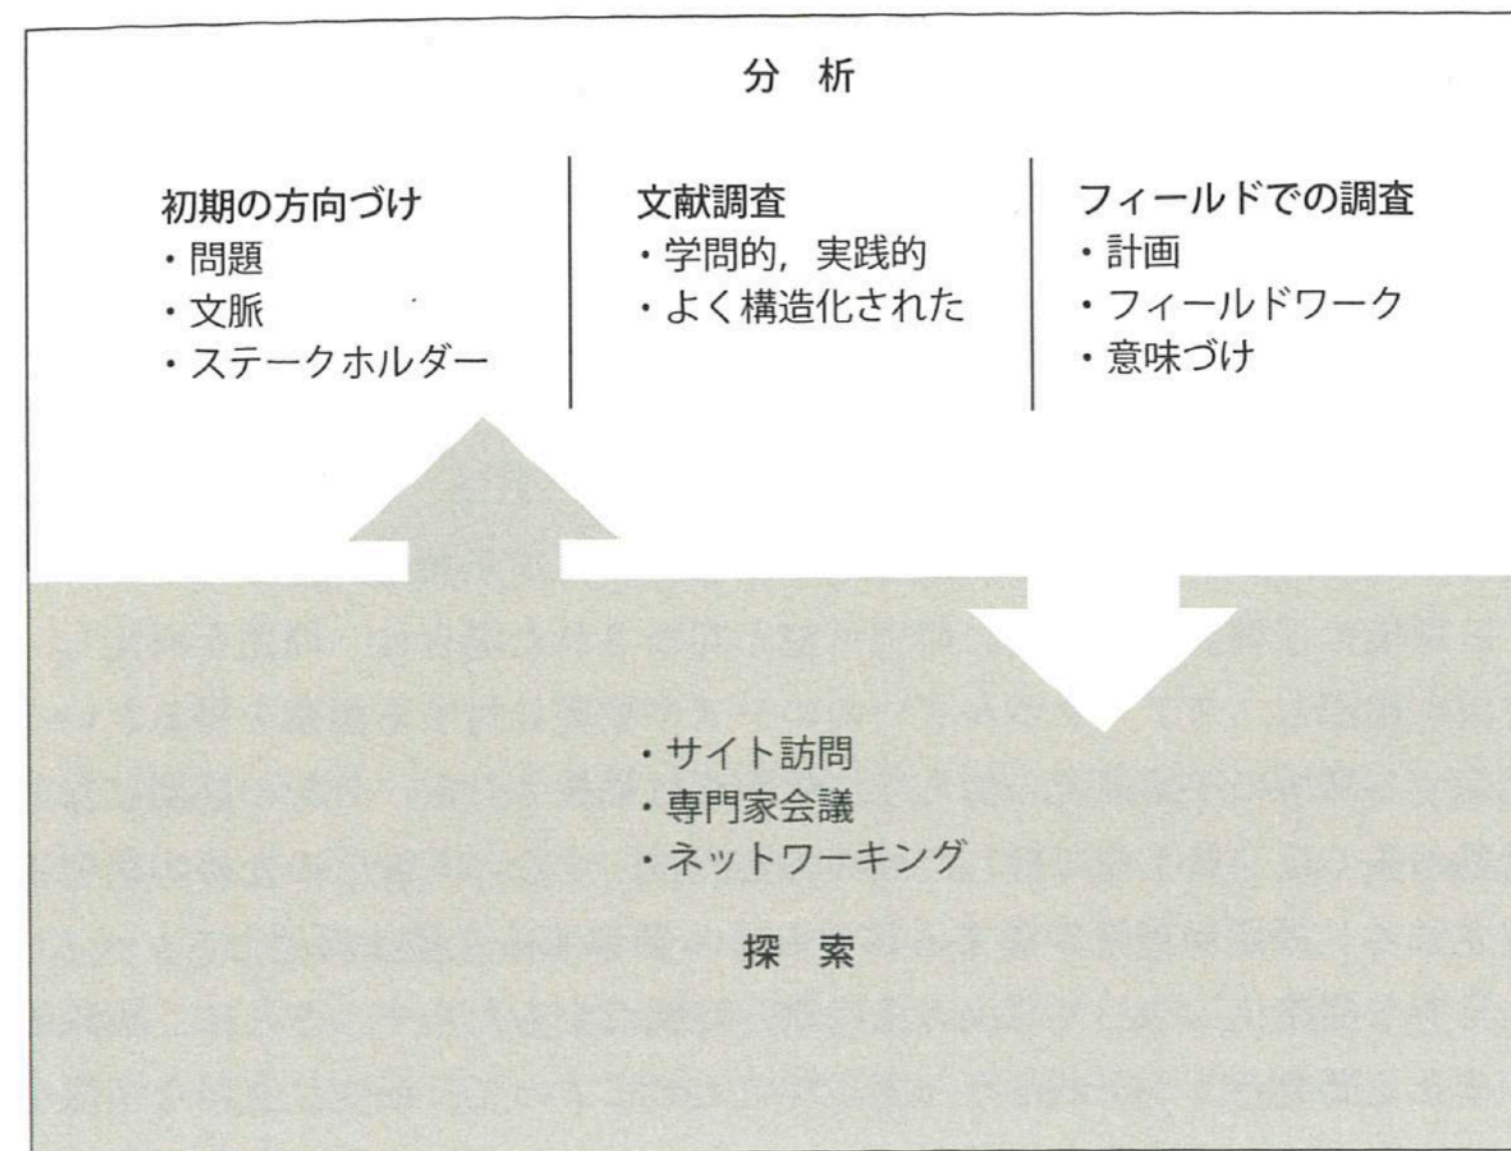 分 析
初期の方向づけ
・問題
・文脈
・ステークホルダー
文献調査
・学問的，実践的
・よく構造化された
フィールドでの調査
・計画
・フィールドワーク
・意味づけ
・サイト訪問
・専門家会議
・ネットワーキング
探 索